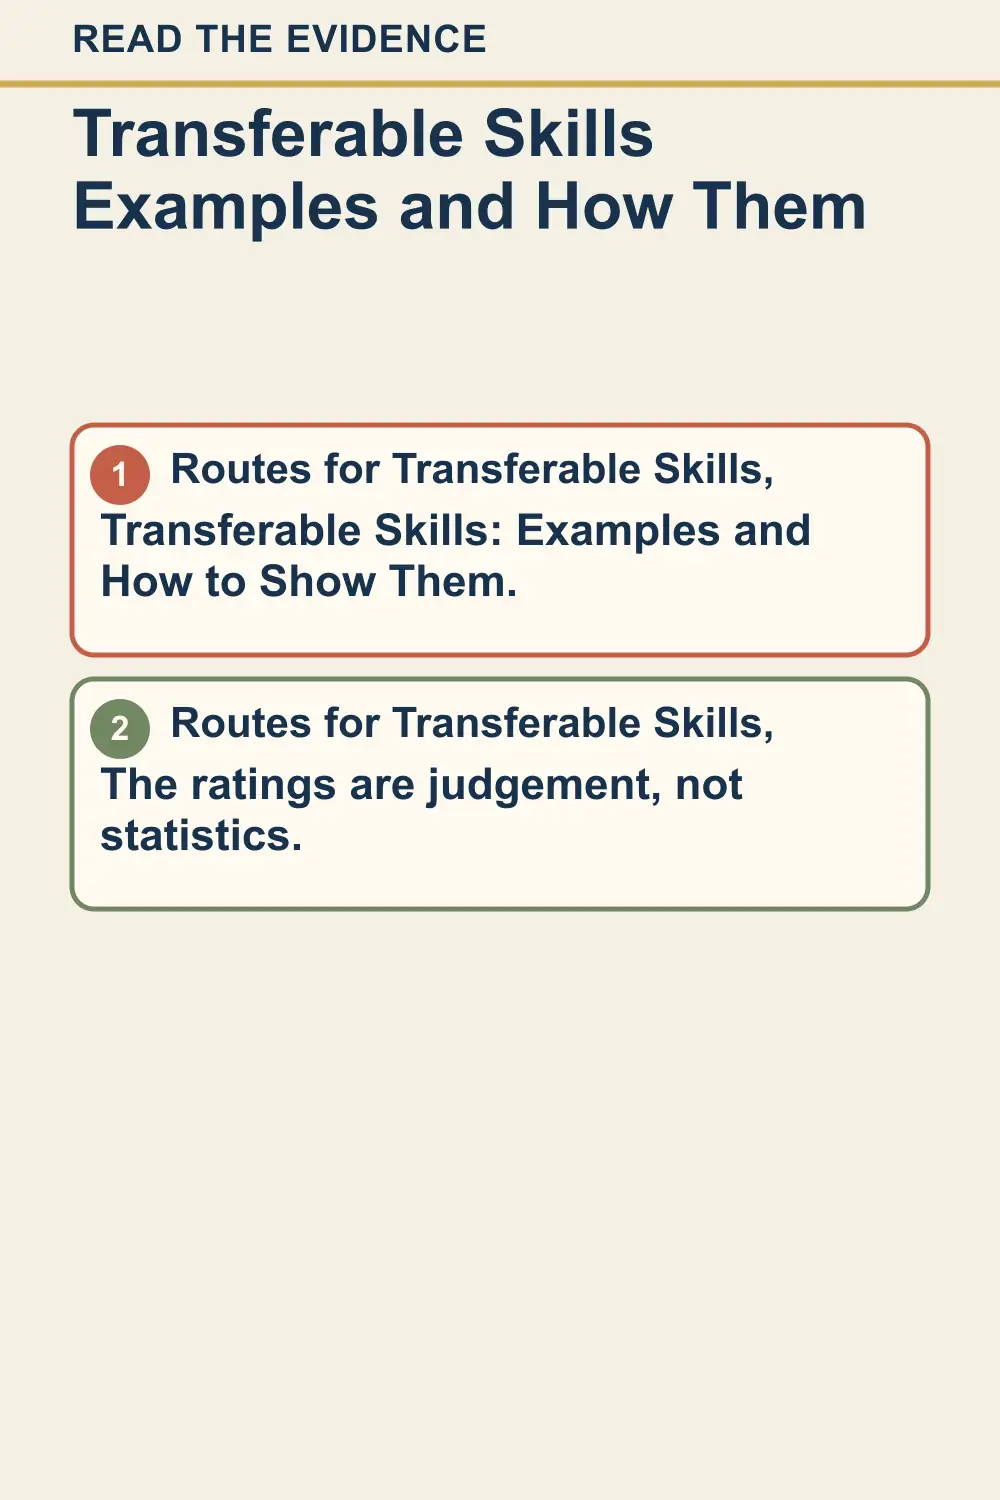 READ THE EVIDENCE
Transferable Skills
Examples and How Them
1 Routes for Transferable Skills,
Transferable Skills: Examples and
How to Show Them.
2 Routes for Transferable Skills,
The ratings are judgement, not
statistics.